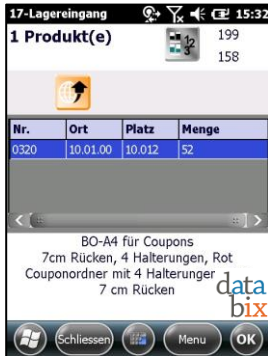 17-Lagereingang 15:32
1 Produkt(e) 199
158
Nr. Ort Platz Menge
0320 10.01.00 10.012 52
BO-A4 für Coupons
7cm Rücken, 4 Halterungen, Rot
Couponordner mit 4 Halterunger
7 cm Rücken
data
bix
Schliessen Menu OK